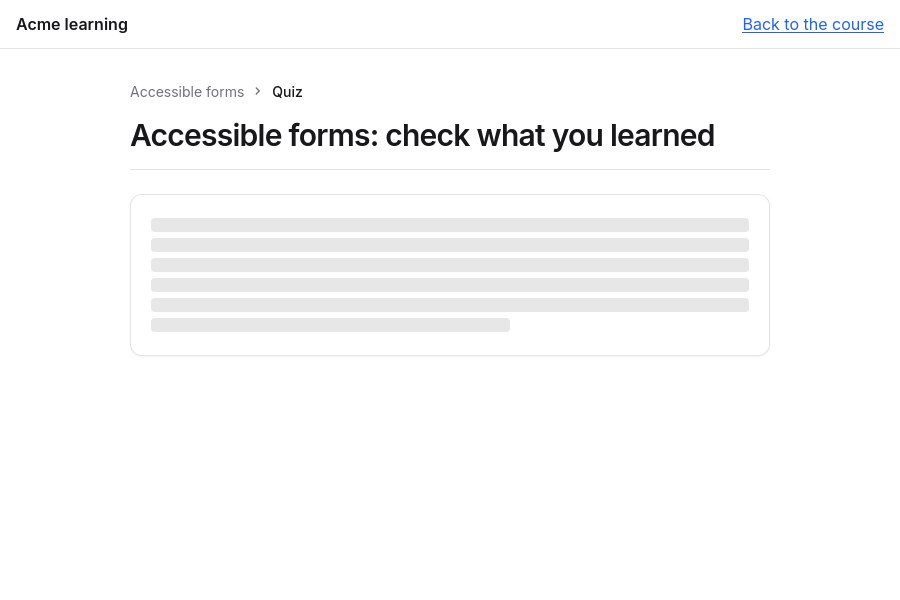 Acme learning
Back to the course
Accessible forms > Quiz
Accessible forms: check what you learned